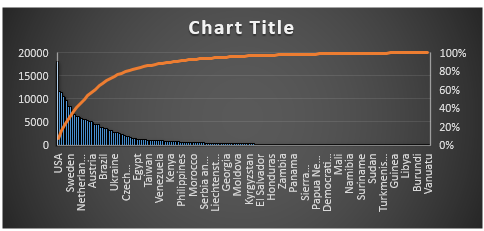 Chart Title
20000
15000
10000
5000
0
100%
80%
60%
40%
20%
0%
USA
Sweden
Netherlan...
Austria
Brazil
Ukraine
Czech...
Egypt
Taiwan
Venezuela
Kenya
Philippines
Morocco
Serbia an...
Liechtenst...
Georgia
Moldova
Kyrgyzstan
El Salvador
Zambia
Panama
Sierra...
Papua Ne...
Democrati...
Mali
Namibia
Suriname
Sudan
Turkmenis...
Guinea
Libya
Burundi
Vanuatu